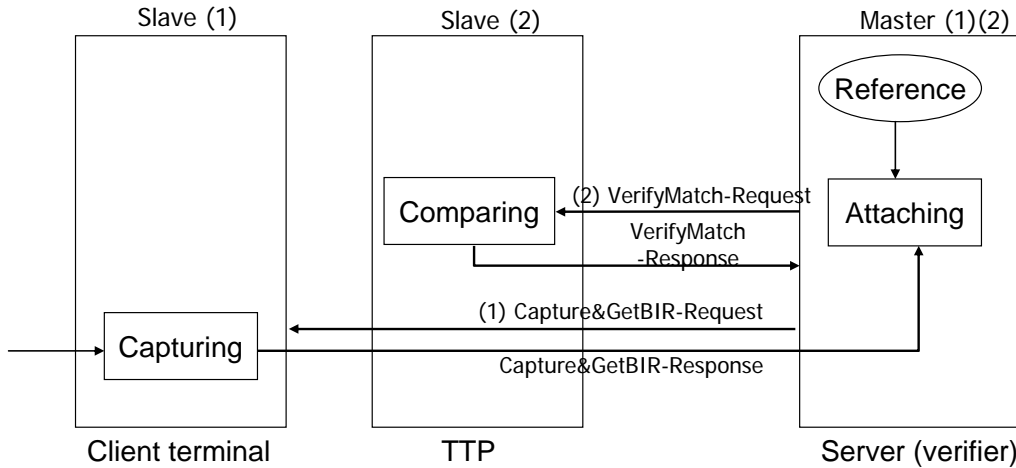 Slave (1)
Slave (2)
Master (1)(2)
Reference
(2) VerifyMatch-Request
Comparing
Attaching
VerifyMatch
-Response
(1) Capture&GetBIR-Request
Capturing
Capture&GetBIR-Response
Client terminal
TTP
Server (verifier)